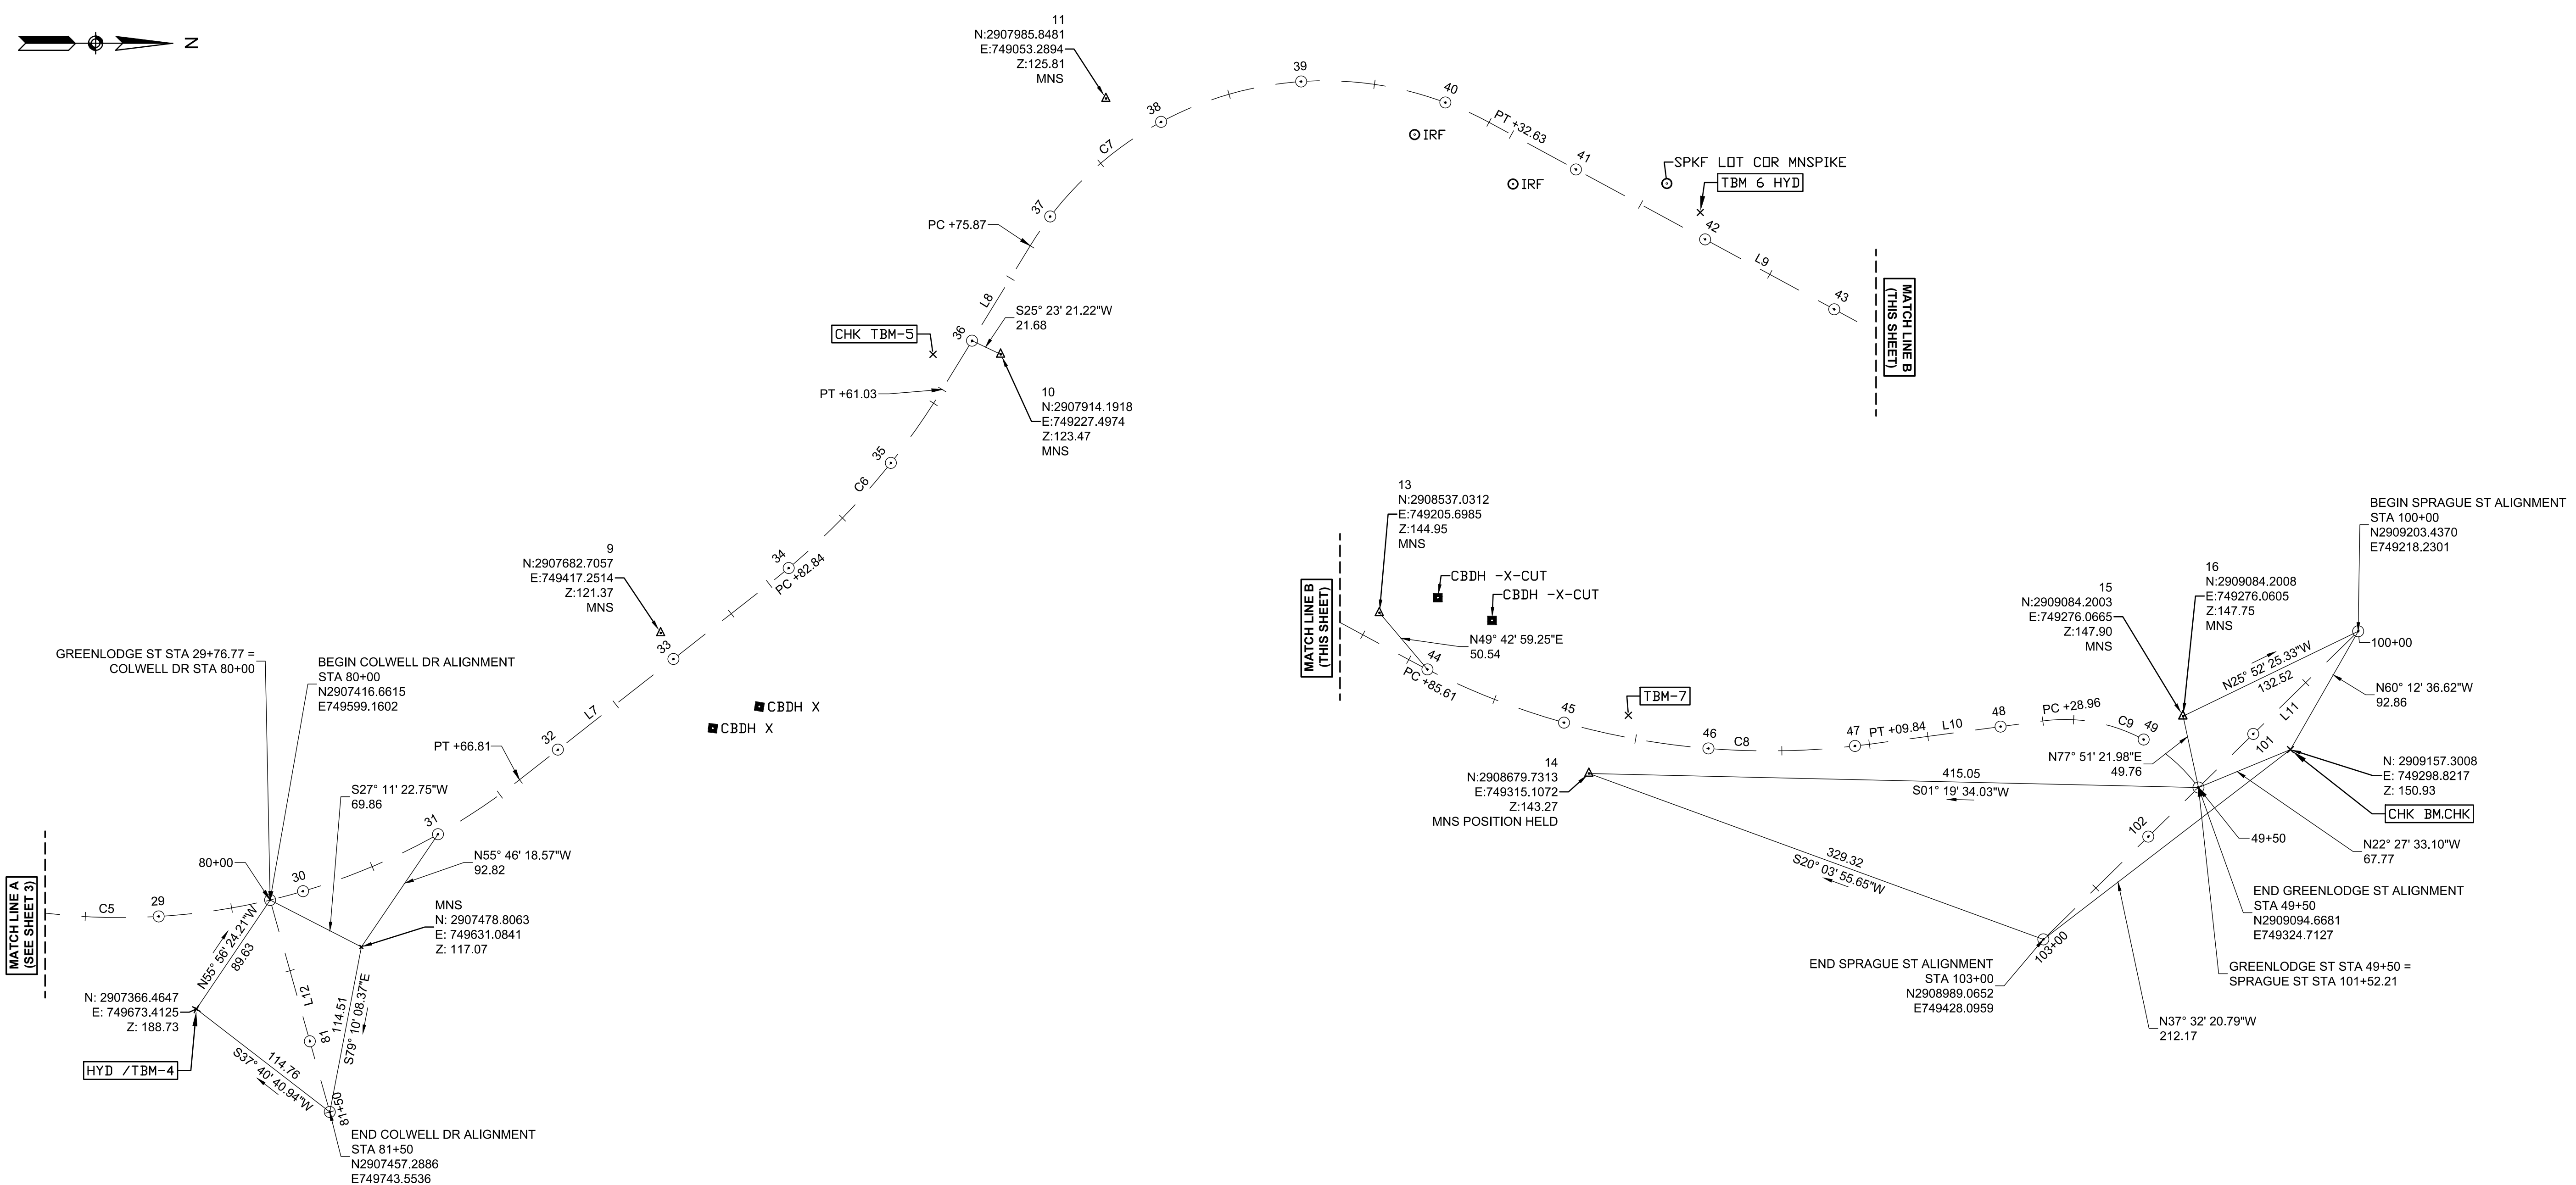 N
11
N:2907985.8481
E:749053.2894
Z:125.81
MNS
39
40
38
C7
PT +32.63
IRF
IRF
41
SPKF LOT COR MNSPIKE
TBM 6 HYD
42
L9
43
MATCH LINE B
(THIS SHEET)
37
PC +75.87
L8
S25° 23' 21.22"W
21.68
36
CHK TBM-5
PT +61.03
10
N:2907914.1918
E:749227.4974
Z:123.47
MNS
35
C6
34
PC +82.84
9
N:2907682.7057
E:749417.2514
Z:121.37
MNS
33
CBDH X
CBDH X
L7
32
PT +66.81
GREENLODGE ST STA 29+76.77 =
COLWELL DR STA 80+00
BEGIN COLWELL DR ALIGNMENT
STA 80+00
N2907416.6615
E749599.1602
S27° 11' 22.75"W
69.86
31
N55° 46' 18.57"W
92.82
80+00
30
29
C5
MATCH LINE A
(SEE SHEET 3)
MNS
N: 2907478.8063
E: 749631.0841
Z: 117.07
N55° 56' 24.21"W
89.63
L12
81
114.51
S79° 10' 08.37"E
N: 2907366.4647
E: 749673.4125
Z: 188.73
HYD /TBM-4
114.76
S37° 40' 40.94"W
81+50
END COLWELL DR ALIGNMENT
STA 81+50
N2907457.2886
E749743.5536
MATCH LINE B
(THIS SHEET)
13
N:2908537.0312
E:749205.6985
Z:144.95
MNS
CBDH -X-CUT
CBDH -X-CUT
N49° 42' 59.25"E
50.54
44
PC +85.61
45
TBM-7
46
C8
47
PT +09.84
L10
48
PC +28.96
C9
49
14
N:2908679.7313
E:749315.1072
Z:143.27
MNS POSITION HELD
415.05
S01° 19' 34.03"W
329.32
S20° 03' 55.65"W
15
N:2909084.2003
E:749276.0665
Z:147.90
MNS
16
N:2909084.2008
E:749276.0605
Z:147.75
MNS
BEGIN SPRAGUE ST ALIGNMENT
STA 100+00
N2909203.4370
E749218.2301
100+00
N25° 52' 25.33"W
132.52
L11
101
N60° 12' 36.62"W
92.86
N77° 51' 21.98"E
49.76
N: 2909157.3008
E: 749298.8217
Z: 150.93
CHK BM.CHK
49+50
N22° 27' 33.10"W
67.77
102
END GREENLODGE ST ALIGNMENT
STA 49+50
N2909094.6681
E749324.7127
103+00
END SPRAGUE ST ALIGNMENT
STA 103+00
N2908989.0652
E749428.0959
GREENLODGE ST STA 49+50 =
SPRAGUE ST STA 101+52.21
N37° 32' 20.79"W
212.17